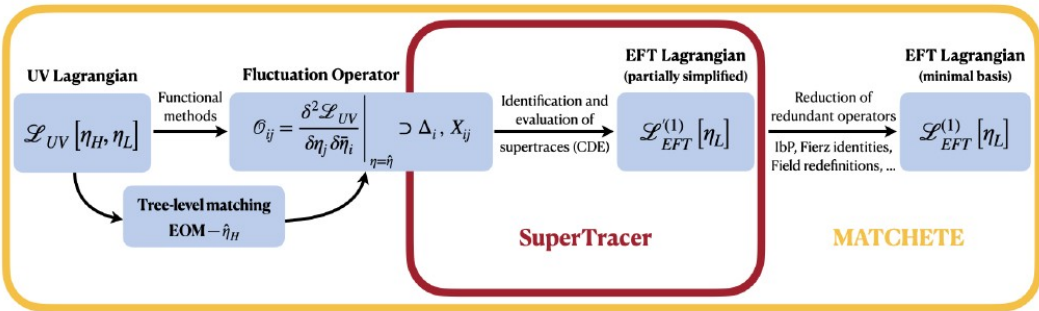 UV Lagrangian
ℒ_UV [η_H, η_L]
Functional
methods
Fluctuation Operator
𝒪_ij = δ²ℒ_UV / δη_j δη̄_i |_η=η̂ ⊃ Δ_i , X_ij
Tree-level matching
EOM – η̂_H
Identification and
evaluation of
supertraces (CDE)
EFT Lagrangian
(partially simplified)
ℒ′_EFT^(1) [η_L]
SuperTracer
Reduction of
redundant operators
IbP, Fierz identities,
Field redefinitions, ...
EFT Lagrangian
(minimal basis)
ℒ_EFT^(1) [η_L]
MATCHETE